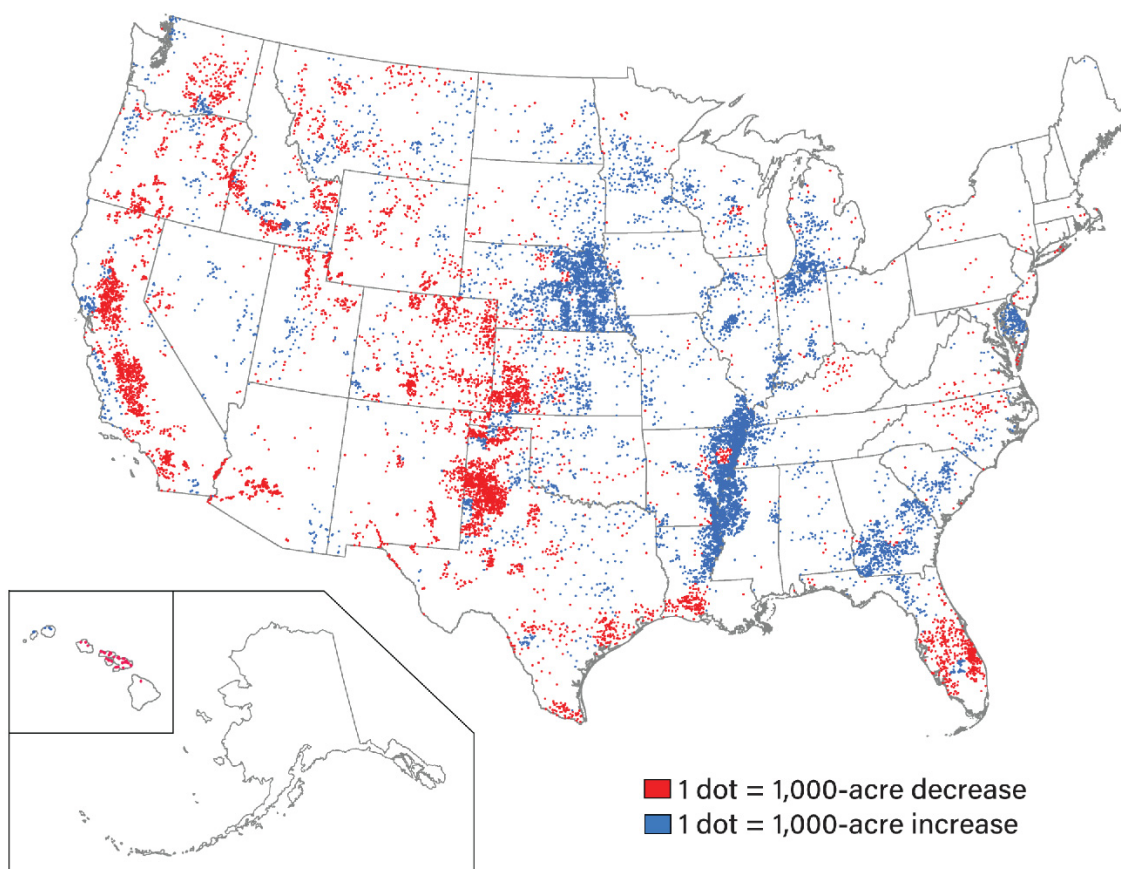 1 dot = 1,000-acre decrease
1 dot = 1,000-acre increase